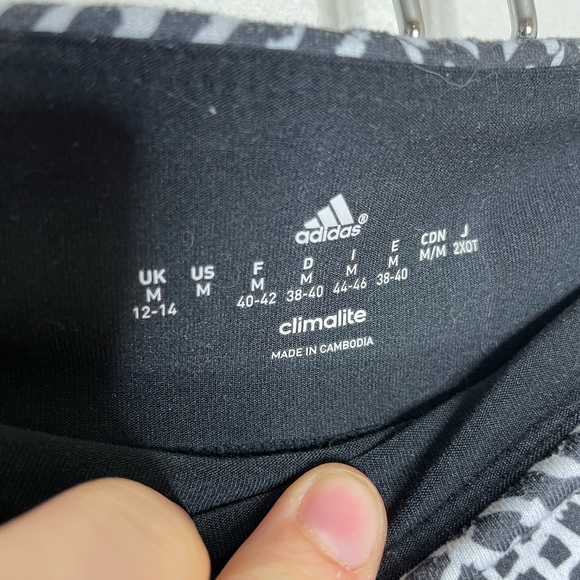 adidas®
UK US F D I E CDN J
M M M M M M M/M 2XOT
12-14 40-42 38-40 44-46 38-40
climalite
MADE IN CAMBODIA